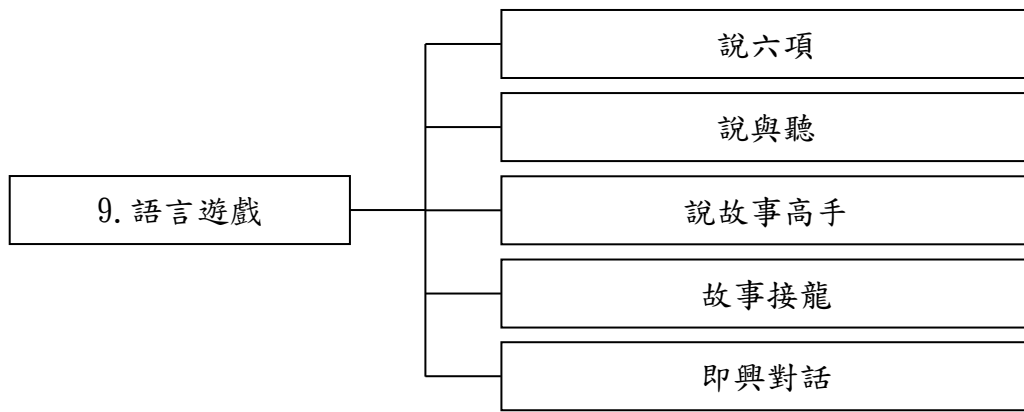 9.語言遊戲
說六項
說與聽
說故事高手
故事接龍
即興對話